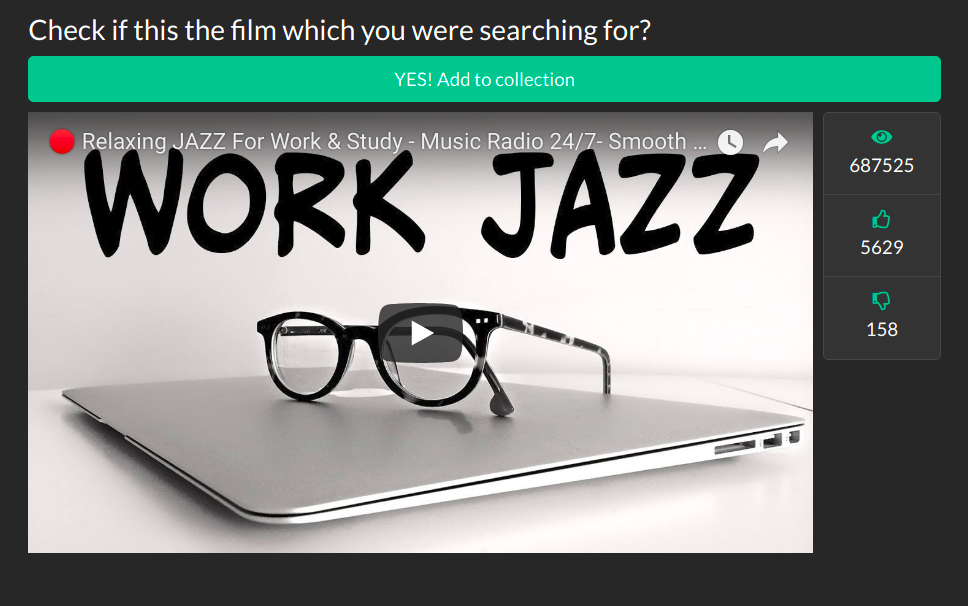 Check if this the film which you were searching for?
YES! Add to collection
Relaxing JAZZ For Work & Study - Music Radio 24/7- Smooth ...
WORK JAZZ
687525
5629
158